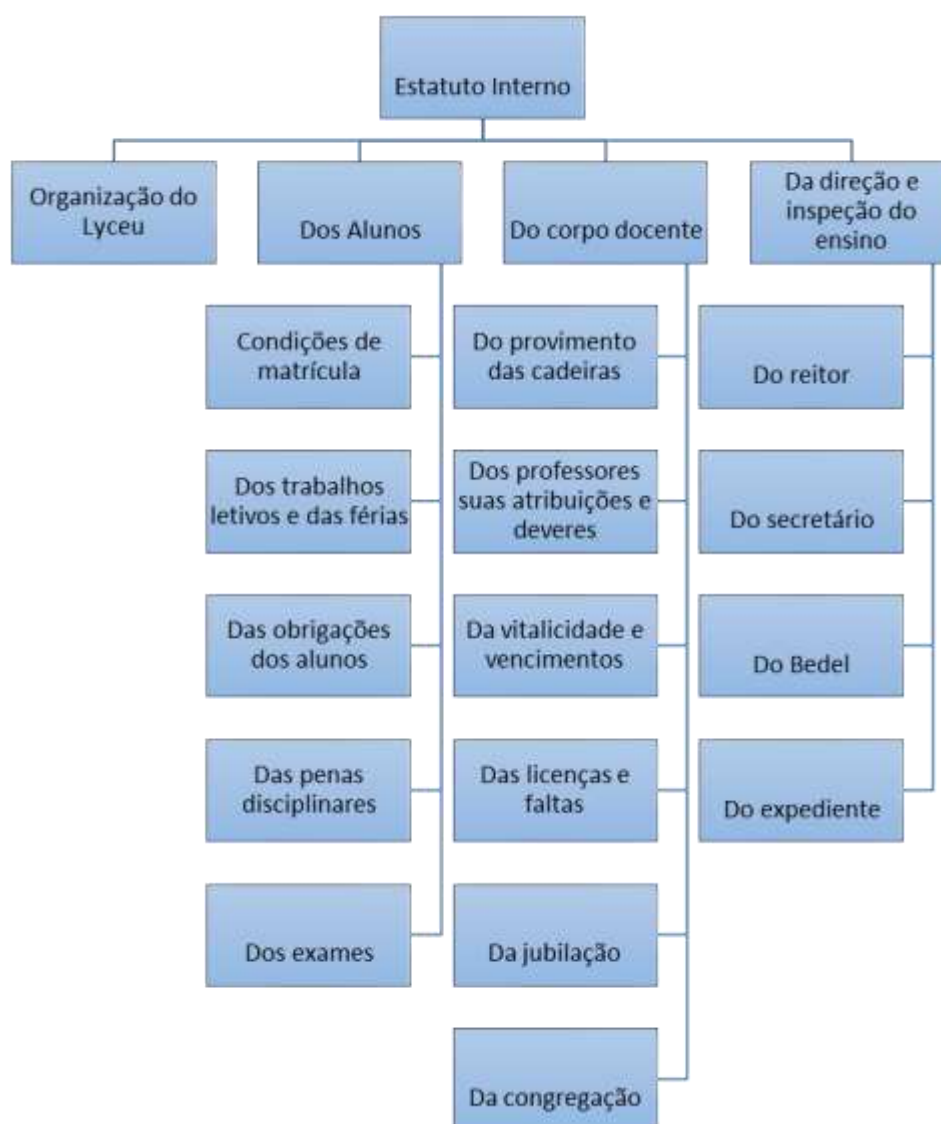 Estatuto Interno
Organização do
Lyceu
Dos Alunos
Do corpo docente
Da direção e
inspeção do
ensino
Condições de
matrícula
Do provimento
das cadeiras
Do reitor
Dos trabalhos
letivos e das férias
Dos professores
suas atribuições e
deveres
Do secretário
Das obrigações
dos alunos
Da vitalicidade e
vencimentos
Do Bedel
Das penas
disciplinares
Das licenças e
faltas
Do expediente
Dos exames
Da jubilação
Da congregação